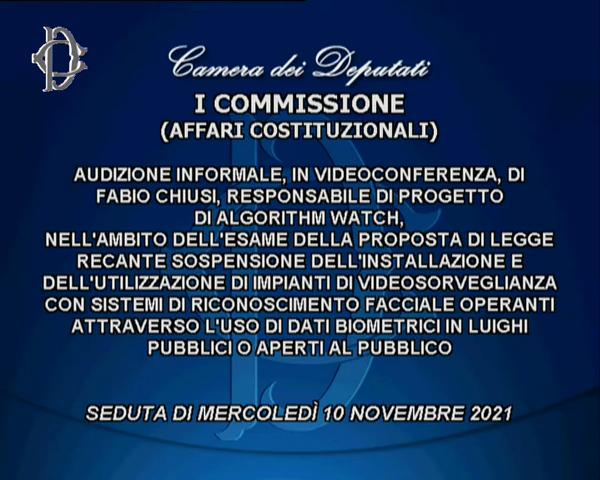 Camera dei Deputati
I COMMISSIONE
(AFFARI COSTITUZIONALI)
AUDIZIONE INFORMALE, IN VIDEOCONFERENZA, DI
FABIO CHIUSI, RESPONSABILE DI PROGETTO
DI ALGORITHM WATCH,
NELL'AMBITO DELL'ESAME DELLA PROPOSTA DI LEGGE
RECANTE SOSPENSIONE DELL'INSTALLAZIONE E
DELL'UTILIZZAZIONE DI IMPIANTI DI VIDEOSORVEGLIANZA
CON SISTEMI DI RICONOSCIMENTO FACCIALE OPERANTI
ATTRAVERSO L'USO DI DATI BIOMETRICI IN LUIGHI
PUBBLICI O APERTI AL PUBBLICO
SEDUTA DI MERCOLEDÌ 10 NOVEMBRE 2021